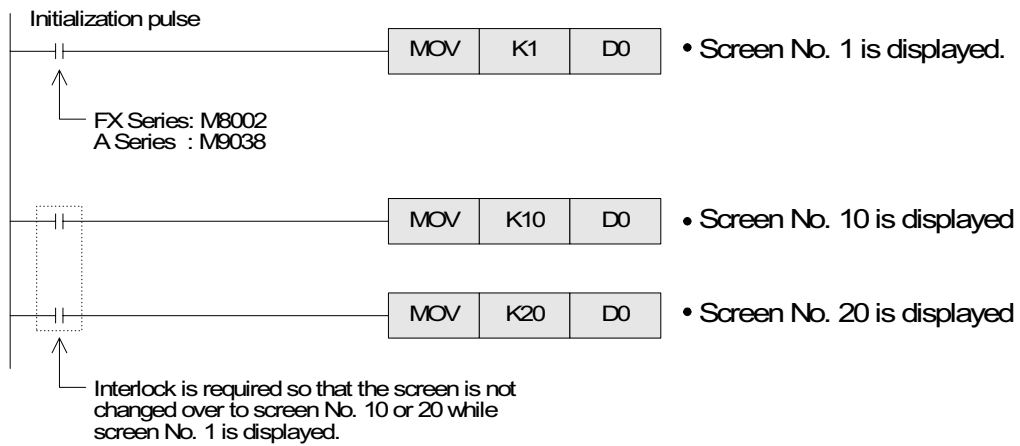 Initialization pulse
MOV K1 D0 • Screen No. 1 is displayed.
FX Series: M8002
A Series : M9038
MOV K10 D0 • Screen No. 10 is displayed
MOV K20 D0 • Screen No. 20 is displayed
Interlock is required so that the screen is not
changed over to screen No. 10 or 20 while
screen No. 1 is displayed.